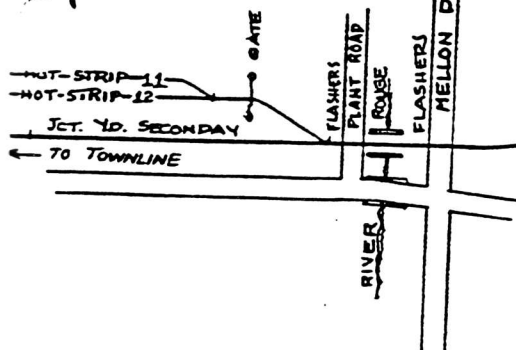 GATE
HOT-STRIP-11
HOT-STRIP-12
JCT. YD. SECONDAY
← TO TOWNLINE
FLASHERS
PLANT ROAD
ROUGE
RIVER
FLASHERS
MELLON D